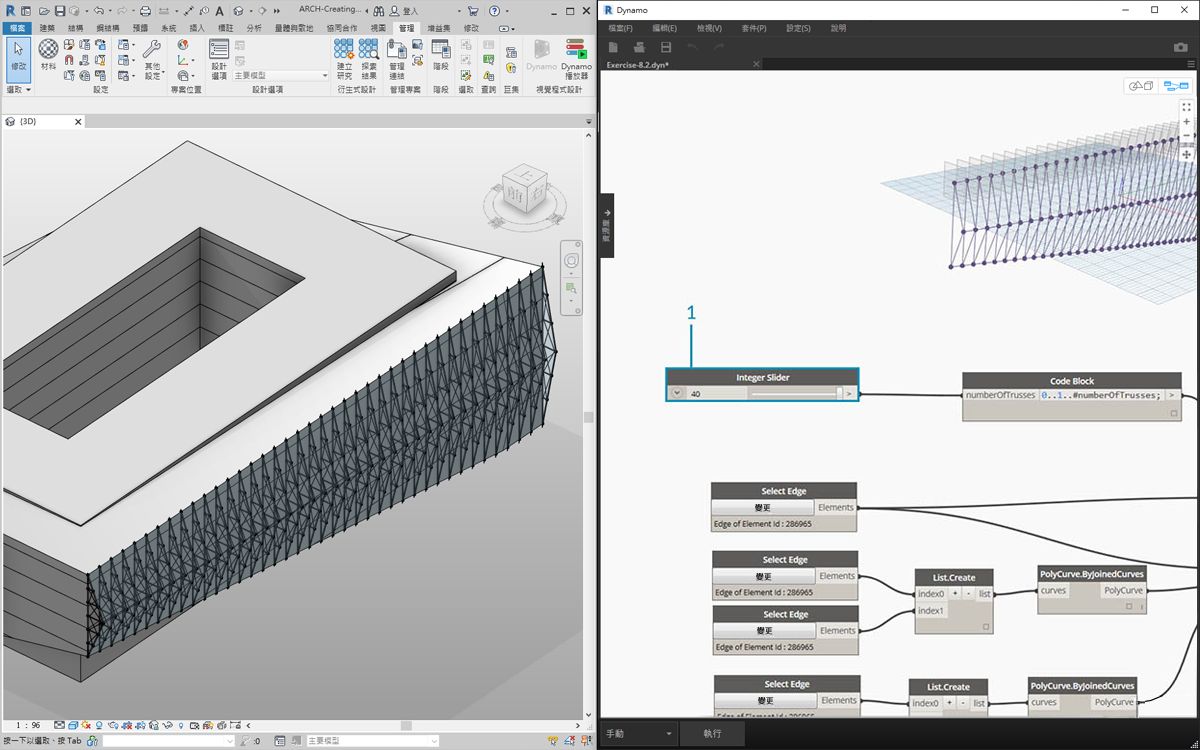 ARCH-Creating...
登入
檔案 建築 結構 鋼結構 預鑄 系統 插入 標註 分析 量體與敷地 協同合作 視圖 管理 增益集 修改
修改
材料
其他
設定
設計
選項
主要模型
建立
研究
探索
結果
管理
連結
階段
Dynamo
Dynamo
播放器
選取 設定 專案位置 設計選項 衍生式設計 管理專案 階段 選取 查詢 巨集 視覺程式設計
{3D}
上
前
右
1 : 96
按一下以選取、按 Tab
:0
主要模型
Dynamo
檔案(F) 編輯(E) 檢視(V) 套件(P) 設定(S) 說明
Exercise-8.2.dyn*
資源庫
1
Integer Slider
40 >
Code Block
numberOfTrusses 0..1..#numberOfTrusses; >
Select Edge
變更 Elements
Edge of Element Id : 286965
Select Edge
變更 Elements
Edge of Element Id : 286965
Select Edge
變更 Elements
Edge of Element Id : 286965
List.Create
index0 + - list
index1
PolyCurve.ByJoinedCurves
curves PolyCurve
Select Edge
變更 Elements
Edge of Element Id : 286965
List.Create
index0 + - list
PolyCurve.ByJoinedCurves
curves PolyCurve
手動 執行